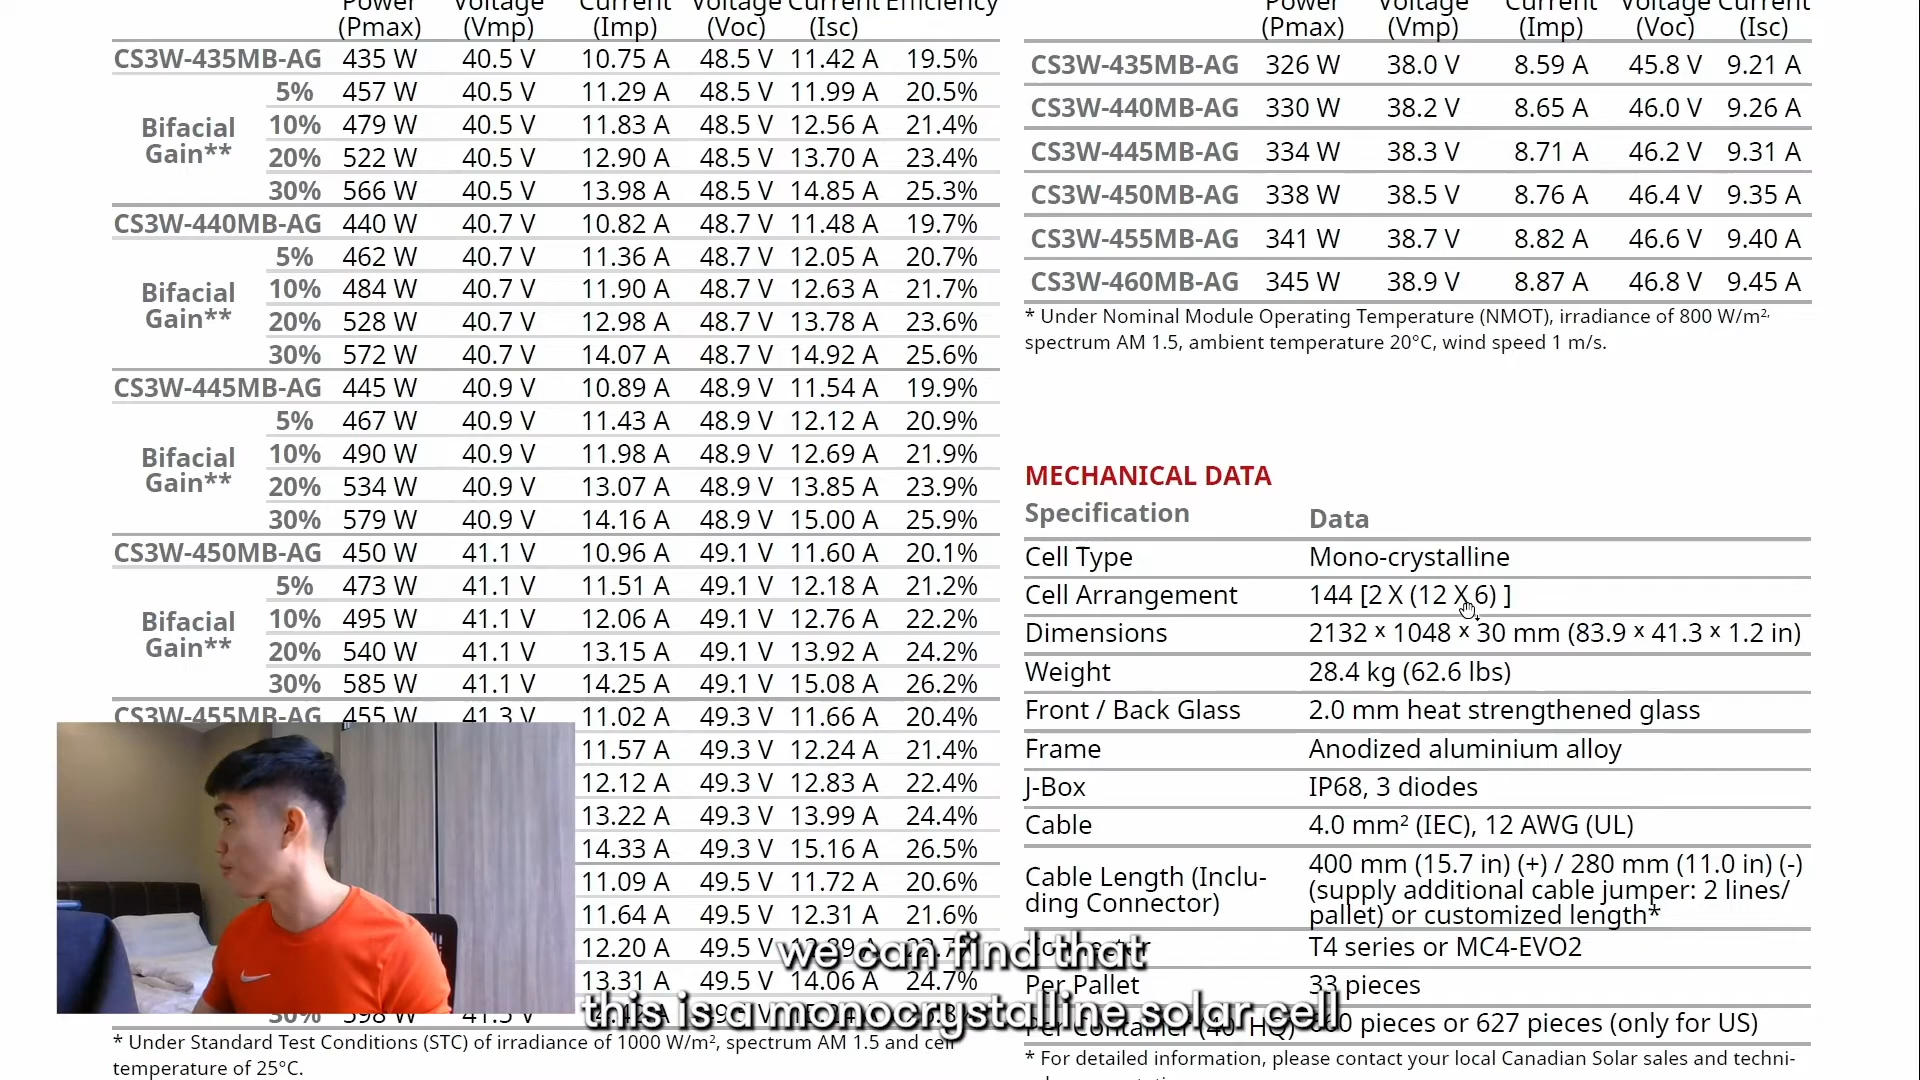 Power Voltage Current Voltage Current Efficiency
(Pmax) (Vmp) (Imp) (Voc) (Isc)
CS3W-435MB-AG 435 W 40.5 V 10.75 A 48.5 V 11.42 A 19.5%
5% 457 W 40.5 V 11.29 A 48.5 V 11.99 A 20.5%
Bifacial Gain** 10% 479 W 40.5 V 11.83 A 48.5 V 12.56 A 21.4%
20% 522 W 40.5 V 12.90 A 48.5 V 13.70 A 23.4%
30% 566 W 40.5 V 13.98 A 48.5 V 14.85 A 25.3%
CS3W-440MB-AG 440 W 40.7 V 10.82 A 48.7 V 11.48 A 19.7%
5% 462 W 40.7 V 11.36 A 48.7 V 12.05 A 20.7%
Bifacial Gain** 10% 484 W 40.7 V 11.90 A 48.7 V 12.63 A 21.7%
20% 528 W 40.7 V 12.98 A 48.7 V 13.78 A 23.6%
30% 572 W 40.7 V 14.07 A 48.7 V 14.92 A 25.6%
CS3W-445MB-AG 445 W 40.9 V 10.89 A 48.9 V 11.54 A 19.9%
5% 467 W 40.9 V 11.43 A 48.9 V 12.12 A 20.9%
Bifacial Gain** 10% 490 W 40.9 V 11.98 A 48.9 V 12.69 A 21.9%
20% 534 W 40.9 V 13.07 A 48.9 V 13.85 A 23.9%
30% 579 W 40.9 V 14.16 A 48.9 V 15.00 A 25.9%
CS3W-450MB-AG 450 W 41.1 V 10.96 A 49.1 V 11.60 A 20.1%
5% 473 W 41.1 V 11.51 A 49.1 V 12.18 A 21.2%
Bifacial Gain** 10% 495 W 41.1 V 12.06 A 49.1 V 12.76 A 22.2%
20% 540 W 41.1 V 13.15 A 49.1 V 13.92 A 24.2%
30% 585 W 41.1 V 14.25 A 49.1 V 15.08 A 26.2%
CS3W-455MB-AG 455 W 41.3 V 11.02 A 49.3 V 11.66 A 20.4%
11.57 A 49.3 V 12.24 A 21.4%
12.12 A 49.3 V 12.83 A 22.4%
13.22 A 49.3 V 13.99 A 24.4%
14.33 A 49.3 V 15.16 A 26.5%
11.09 A 49.5 V 11.72 A 20.6%
11.64 A 49.5 V 12.31 A 21.6%
12.20 A 49.5 V
13.31 A 49.5 V 14.06 A 24.7%
30% 598 W 41.5 V
* Under Standard Test Conditions (STC) of irradiance of 1000 W/m², spectrum AM 1.5 and cell
temperature of 25°C.
Power Voltage Current Voltage Current
(Pmax) (Vmp) (Imp) (Voc) (Isc)
CS3W-435MB-AG 326 W 38.0 V 8.59 A 45.8 V 9.21 A
CS3W-440MB-AG 330 W 38.2 V 8.65 A 46.0 V 9.26 A
CS3W-445MB-AG 334 W 38.3 V 8.71 A 46.2 V 9.31 A
CS3W-450MB-AG 338 W 38.5 V 8.76 A 46.4 V 9.35 A
CS3W-455MB-AG 341 W 38.7 V 8.82 A 46.6 V 9.40 A
CS3W-460MB-AG 345 W 38.9 V 8.87 A 46.8 V 9.45 A
* Under Nominal Module Operating Temperature (NMOT), irradiance of 800 W/m²,
spectrum AM 1.5, ambient temperature 20°C, wind speed 1 m/s.
MECHANICAL DATA
Specification Data
Cell Type Mono-crystalline
Cell Arrangement 144 [2 X (12 X 6) ]
Dimensions 2132 x 1048 x 30 mm (83.9 x 41.3 x 1.2 in)
Weight 28.4 kg (62.6 lbs)
Front / Back Glass 2.0 mm heat strengthened glass
Frame Anodized aluminium alloy
J-Box IP68, 3 diodes
Cable 4.0 mm² (IEC), 12 AWG (UL)
Cable Length (Inclu-
ding Connector)
400 mm (15.7 in) (+) / 280 mm (11.0 in) (-)
(supply additional cable jumper: 2 lines/
pallet) or customized length*
Connector T4 series or MC4-EVO2
Per Pallet 33 pieces
Per Container (40' HQ) pieces or 627 pieces (only for US)
* For detailed information, please contact your local Canadian Solar sales and techni-
we can find that
this is a monocrystalline solar cell